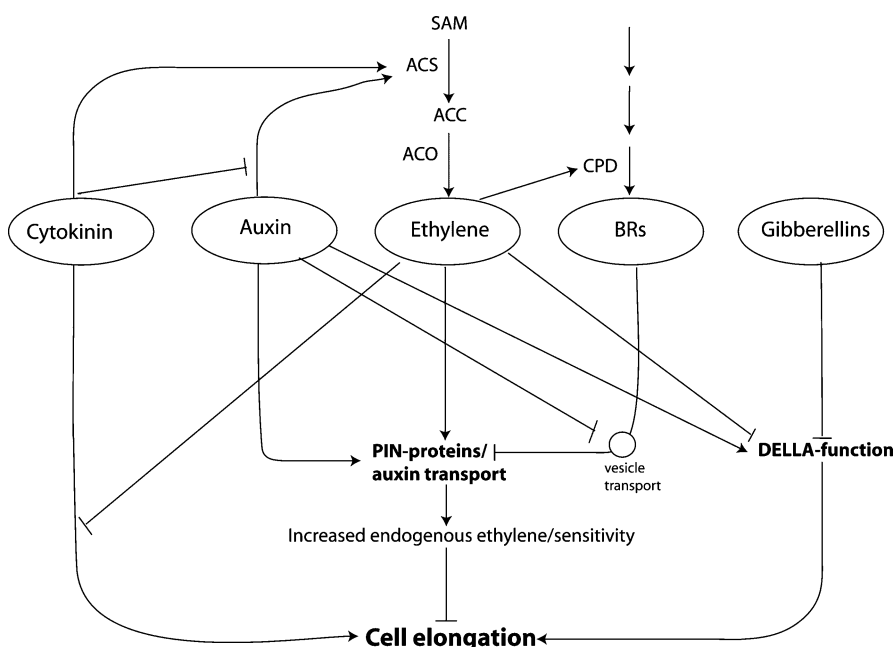 SAM
ACS
ACC
ACO
CPD
Cytokinin
Auxin
Ethylene
BRs
Gibberellins
PIN-proteins/
auxin transport
vesicle
transport
DELLA-function
Increased endogenous ethylene/sensitivity
Cell elongation